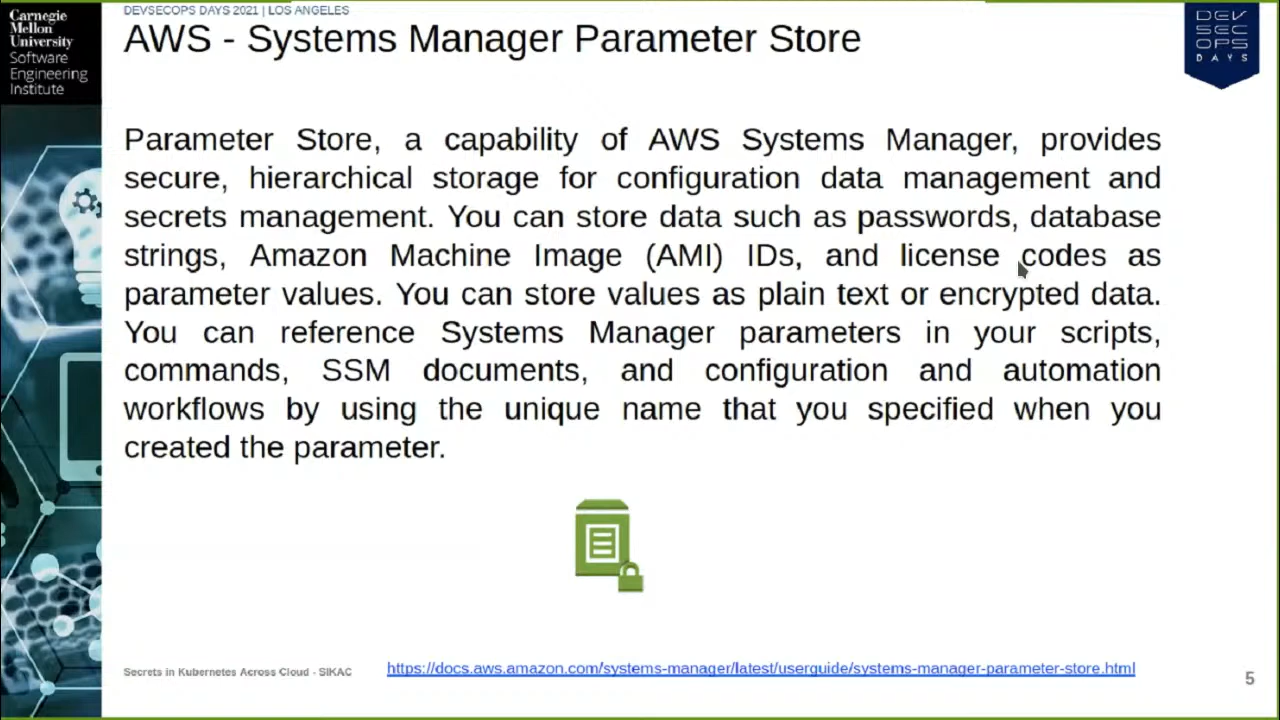 Carnegie
Mellon
University
Software
Engineering
Institute
DEVSECOPS DAYS 2021 | LOS ANGELES
AWS - Systems Manager Parameter Store
DEV
SEC
OPS
DAYS
Parameter Store, a capability of AWS Systems Manager, provides
secure, hierarchical storage for configuration data management and
secrets management. You can store data such as passwords, database
strings, Amazon Machine Image (AMI) IDs, and license codes as
parameter values. You can store values as plain text or encrypted data.
You can reference Systems Manager parameters in your scripts,
commands, SSM documents, and configuration and automation
workflows by using the unique name that you specified when you
created the parameter.
Secrets in Kubernetes Across Cloud - SIKAC
https://docs.aws.amazon.com/systems-manager/latest/userguide/systems-manager-parameter-store.html
5